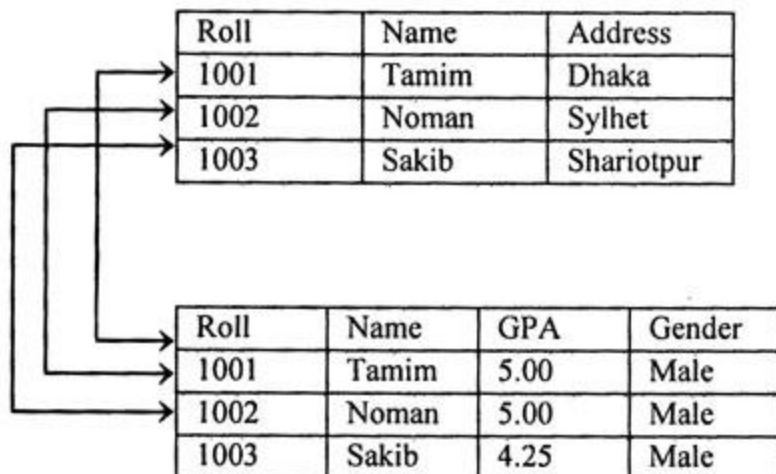 Roll Name Address
1001 Tamim Dhaka
1002 Noman Sylhet
1003 Sakib Shariotpur
Roll Name GPA Gender
1001 Tamim 5.00 Male
1002 Noman 5.00 Male
1003 Sakib 4.25 Male